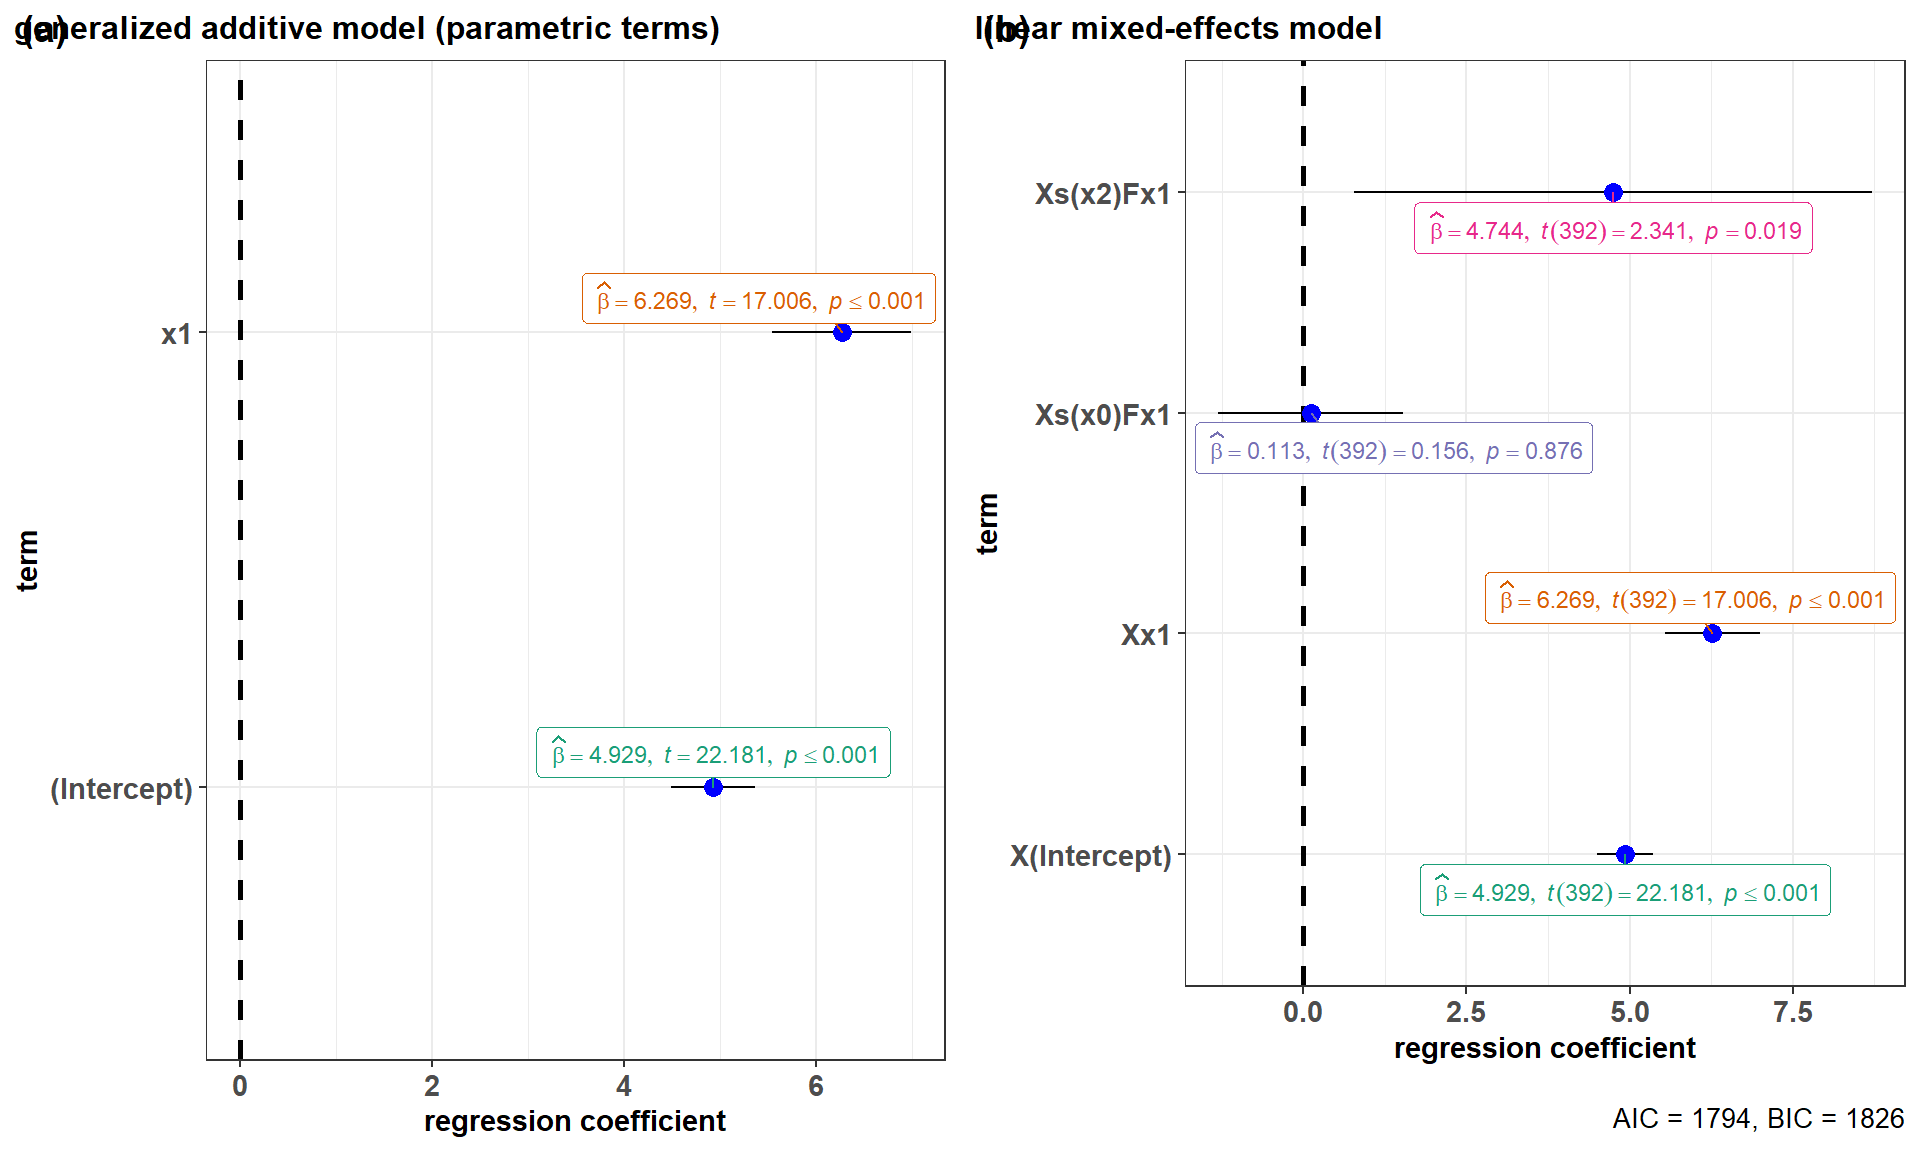 (a)
generalized additive model (parametric terms)
term
x1
(Intercept)
β̂ = 6.269, t = 17.006, p ≤ 0.001
β̂ = 4.929, t = 22.181, p ≤ 0.001
0 2 4 6
regression coefficient
(b)
linear mixed-effects model
term
Xs(x2)Fx1
β̂ = 4.744, t(392) = 2.341, p = 0.019
Xs(x0)Fx1
β̂ = 0.113, t(392) = 0.156, p = 0.876
Xx1
β̂ = 6.269, t(392) = 17.006, p ≤ 0.001
X(Intercept)
β̂ = 4.929, t(392) = 22.181, p ≤ 0.001
0.0 2.5 5.0 7.5
regression coefficient
AIC = 1794, BIC = 1826